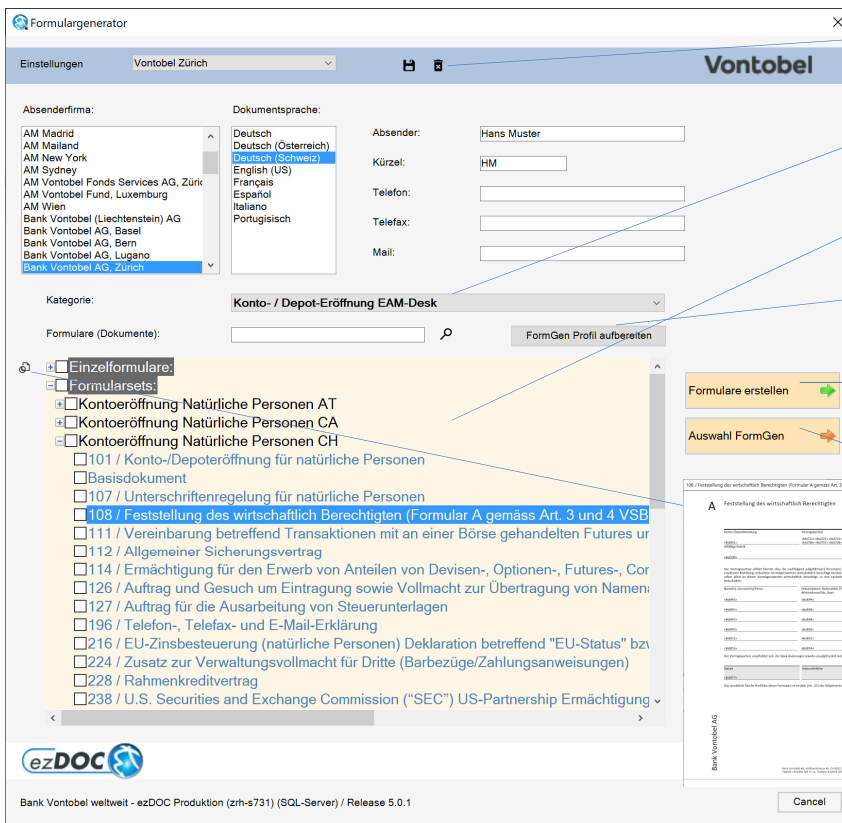 Formulargenerator
Einstellungen
Vontobel Zürich
Vontobel
Absenderfirma:
AM Madrid
AM Mailand
AM New York
AM Sydney
AM Vontobel Fonds Services AG, Züric
AM Vontobel Fund, Luxemburg
AM Wien
Bank Vontobel (Liechtenstein) AG
Bank Vontobel AG, Basel
Bank Vontobel AG, Bern
Bank Vontobel AG, Lugano
Bank Vontobel AG, Zürich
Dokumentsprache:
Deutsch
Deutsch (Österreich)
Deutsch (Schweiz)
English (US)
Français
Español
Italiano
Portugisisch
Absender:
Hans Muster
Kürzel:
HM
Telefon:
Telefax:
Mail:
Kategorie:
Konto- / Depot-Eröffnung EAM-Desk
Formulare (Dokumente):
FormGen Profil aufbereiten
Einzelformulare:
Formularsets:
Kontoeröffnung Natürliche Personen AT
Kontoeröffnung Natürliche Personen CA
Kontoeröffnung Natürliche Personen CH
101 / Konto-/Depoteröffnung für natürliche Personen
Basisdokument
107 / Unterschriftenregelung für natürliche Personen
108 / Feststellung des wirtschaftlich Berechtigten (Formular A gemäss Art. 3 und 4 VSB
111 / Vereinbarung betreffend Transaktionen mit an einer Börse gehandelten Futures ur
112 / Allgemeiner Sicherungsvertrag
114 / Ermächtigung für den Erwerb von Anteilen von Devisen-, Optionen-, Futures-, Cor
126 / Auftrag und Gesuch um Eintragung sowie Vollmacht zur Übertragung von Namena
127 / Auftrag für die Ausarbeitung von Steuerunterlagen
196 / Telefon-, Telefax- und E-Mail-Erklärung
216 / EU-Zinsbesteuerung (natürliche Personen) Deklaration betreffend "EU-Status" bzw
224 / Zusatz zur Verwaltungsvollmacht für Dritte (Barbezüge/Zahlungsanweisungen)
228 / Rahmenkreditvertrag
238 / U.S. Securities and Exchange Commission (“SEC”) US-Partnership Ermächtigung
Formulare erstellen
Auswahl FormGen
108 / Feststellung des wirtschaftlich Berechtigten (Formular A gemäss Art. 3
A Feststellung des wirtschaftlich Berechtigten
Bank Vontobel AG
ezDOC
Bank Vontobel weltweit - ezDOC Produktion (zrh-s731) (SQL-Server) / Release 5.0.1
Cancel